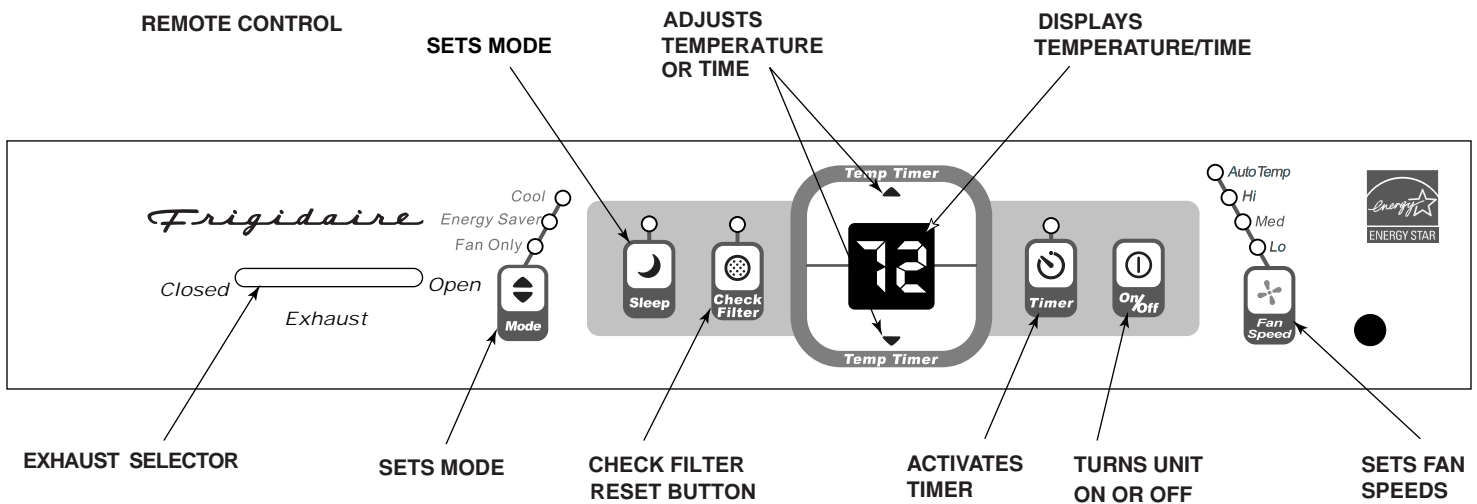 REMOTE CONTROL
SETS MODE
ADJUSTS
TEMPERATURE
OR TIME
DISPLAYS
TEMPERATURE/TIME
Frigidaire
Closed
Open
Exhaust
Cool
Energy Saver
Fan Only
Mode
Sleep
Check
Filter
Temp Timer
72
Temp Timer
Timer
On/Off
AutoTemp
Hi
Med
Lo
Fan
Speed
energy
ENERGY STAR
EXHAUST SELECTOR
SETS MODE
CHECK FILTER
RESET BUTTON
ACTIVATES
TIMER
TURNS UNIT
ON OR OFF
SETS FAN
SPEEDS